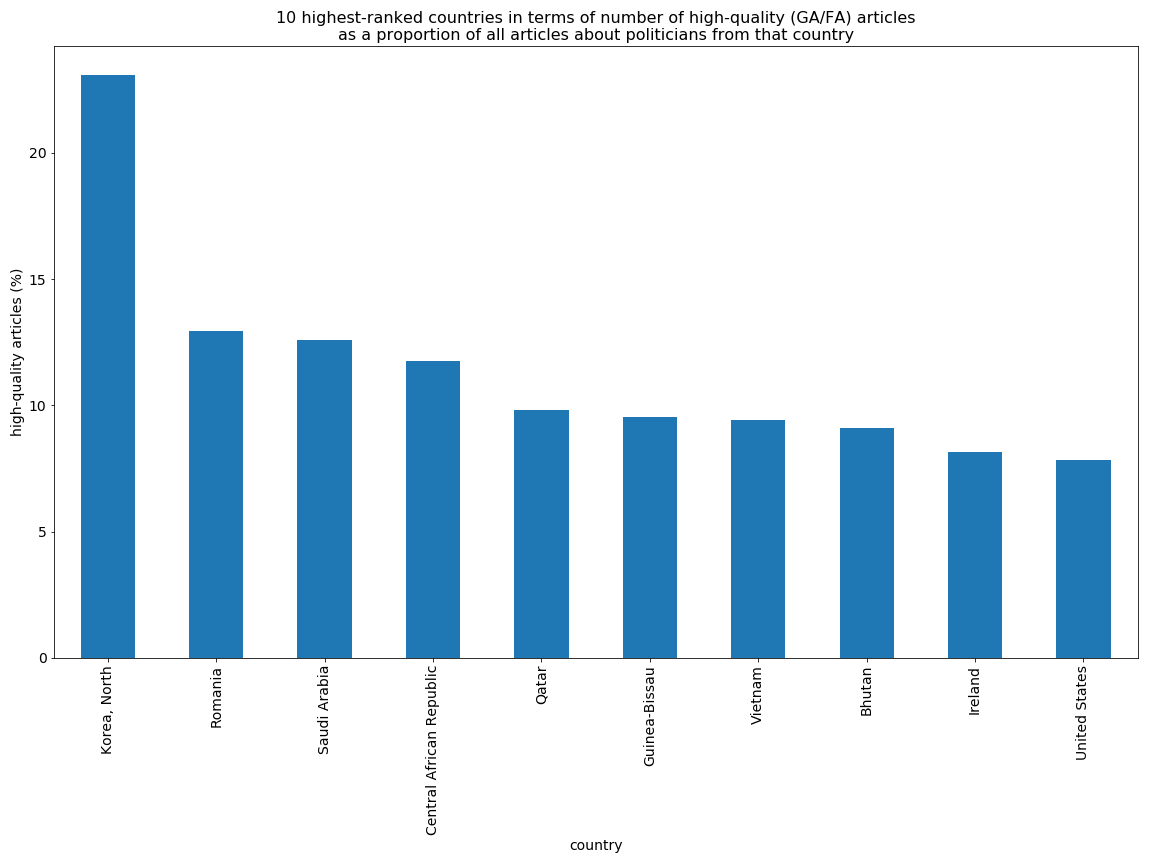 10 highest-ranked countries in terms of number of high-quality (GA/FA) articles
as a proportion of all articles about politicians from that country
high-quality articles (%)
20
15
10
5
0
Korea, North
Romania
Saudi Arabia
Central African Republic
Qatar
Guinea-Bissau
Vietnam
Bhutan
Ireland
United States
country